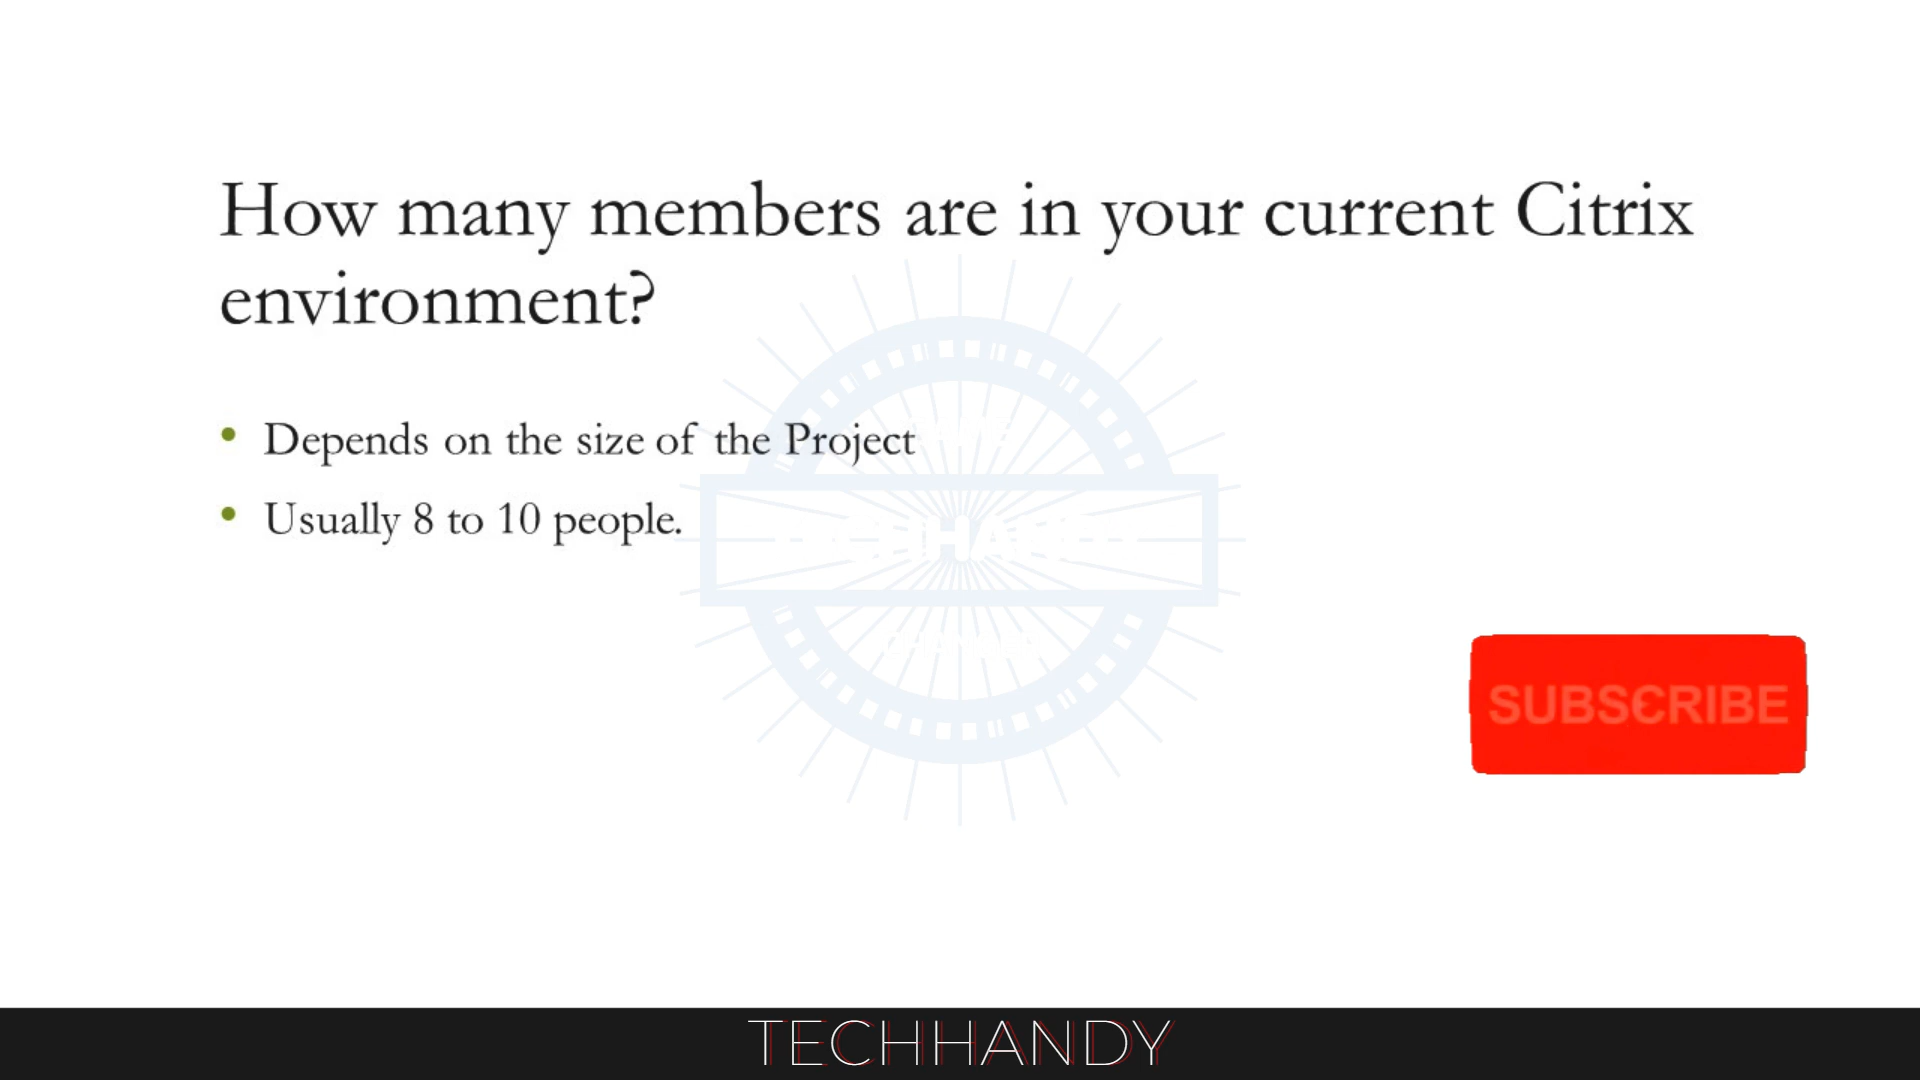 How many members are in your current Citrix
environment?
• Depends on the size of the Project
• Usually 8 to 10 people.
TECHHANDY
SUBSCRIBE
TECHHANDY